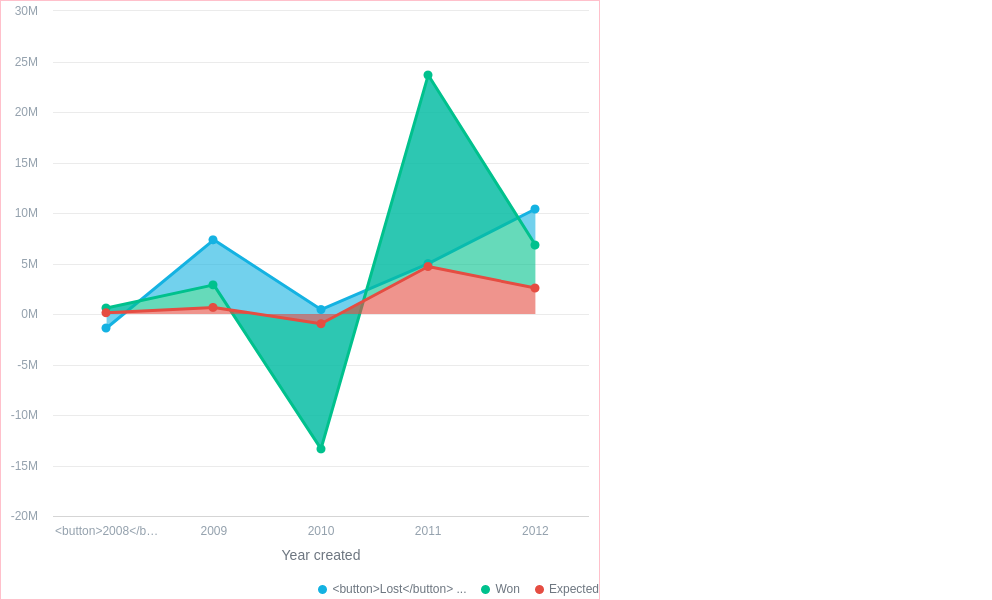 30M
25M
20M
15M
10M
5M
0M
-5M
-10M
-15M
-20M
<button>2008</b… 2009 2010 2011 2012
Year created
<button>Lost</button> ... Won Expected